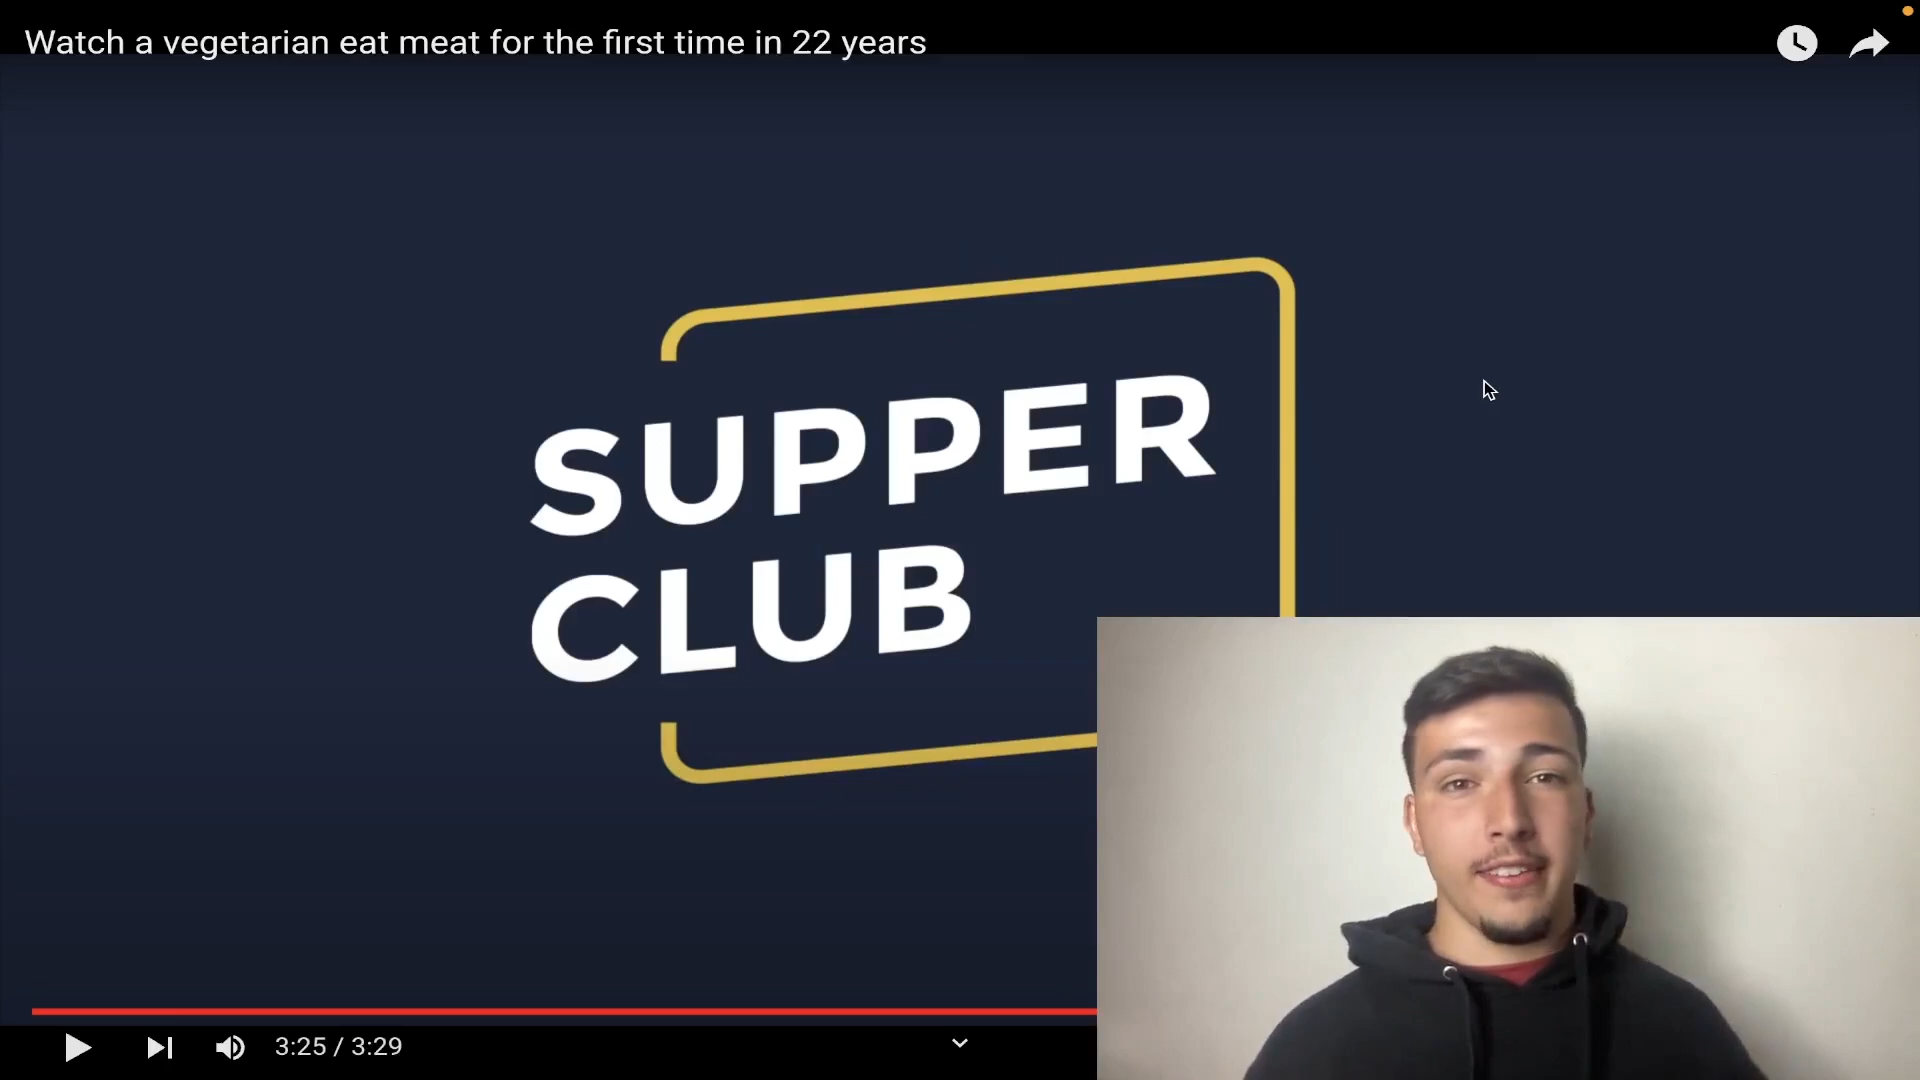 Watch a vegetarian eat meat for the first time in 22 years
SUPPER
CLUB
3:25 / 3:29